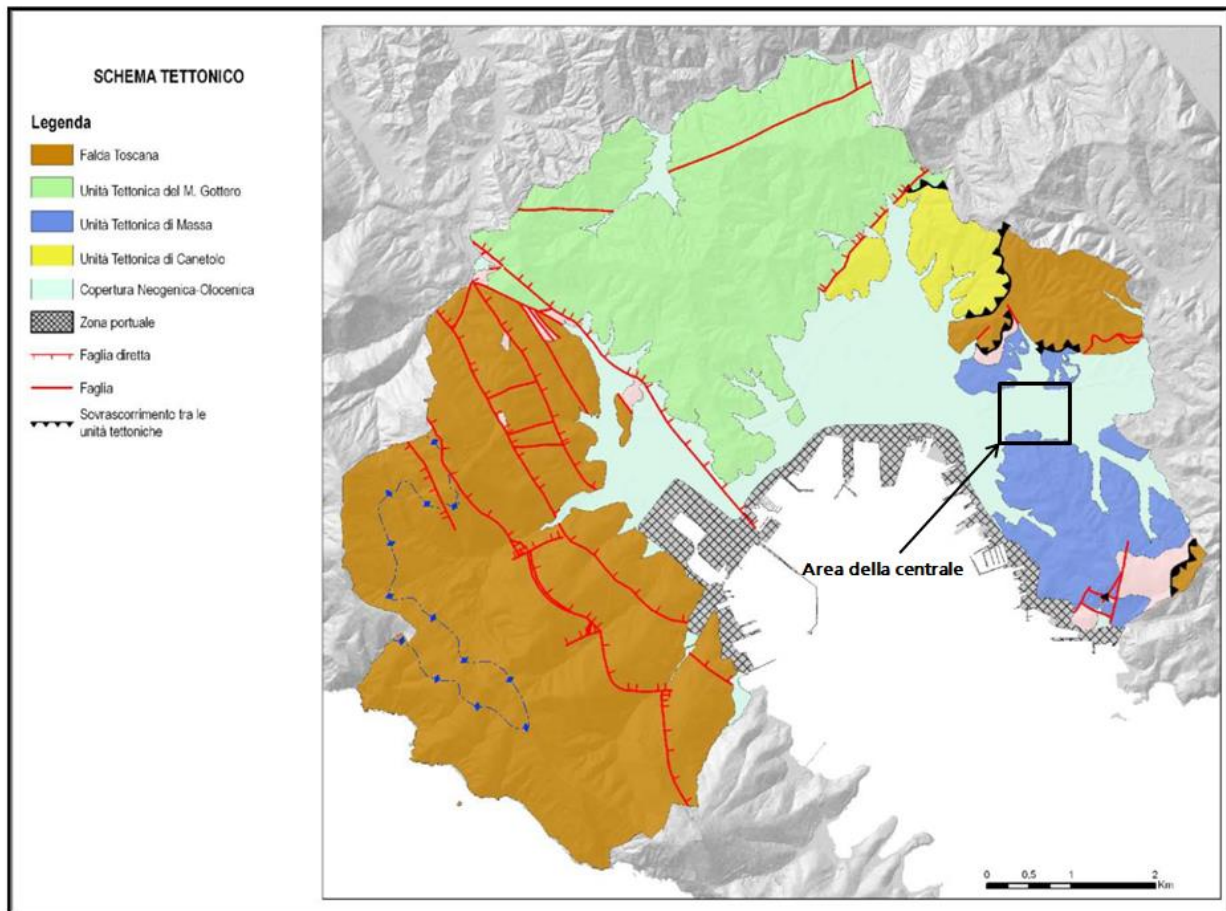 SCHEMA TETTONICO
Legenda
Falda Toscana
Unità Tettonica del M. Gottero
Unità Tettonica di Massa
Unità Tettonica di Canetolo
Copertura Neogenica-Olocenica
Zona portuale
Faglia diretta
Faglia
Sovrascorrimento tra le
unità tettoniche
Area della centrale
0 0,5 1 2
Km